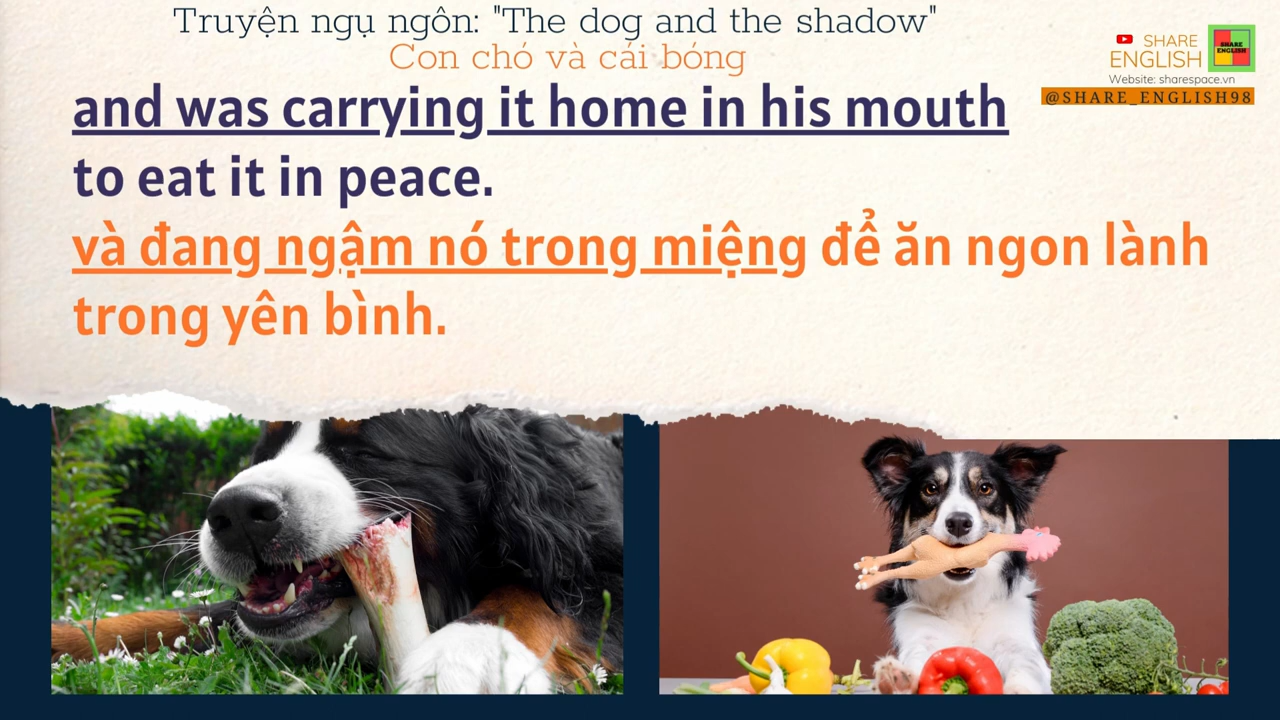 Truyện ngụ ngôn: "The dog and the shadow"
Con chó và cái bóng
SHARE
ENGLISH
SHARE
ENGLISH
Website: sharespace.vn
@SHARE_ENGLISH98
and was carrying it home in his mouth
to eat it in peace.
và đang ngậm nó trong miệng để ăn ngon lành
trong yên bình.